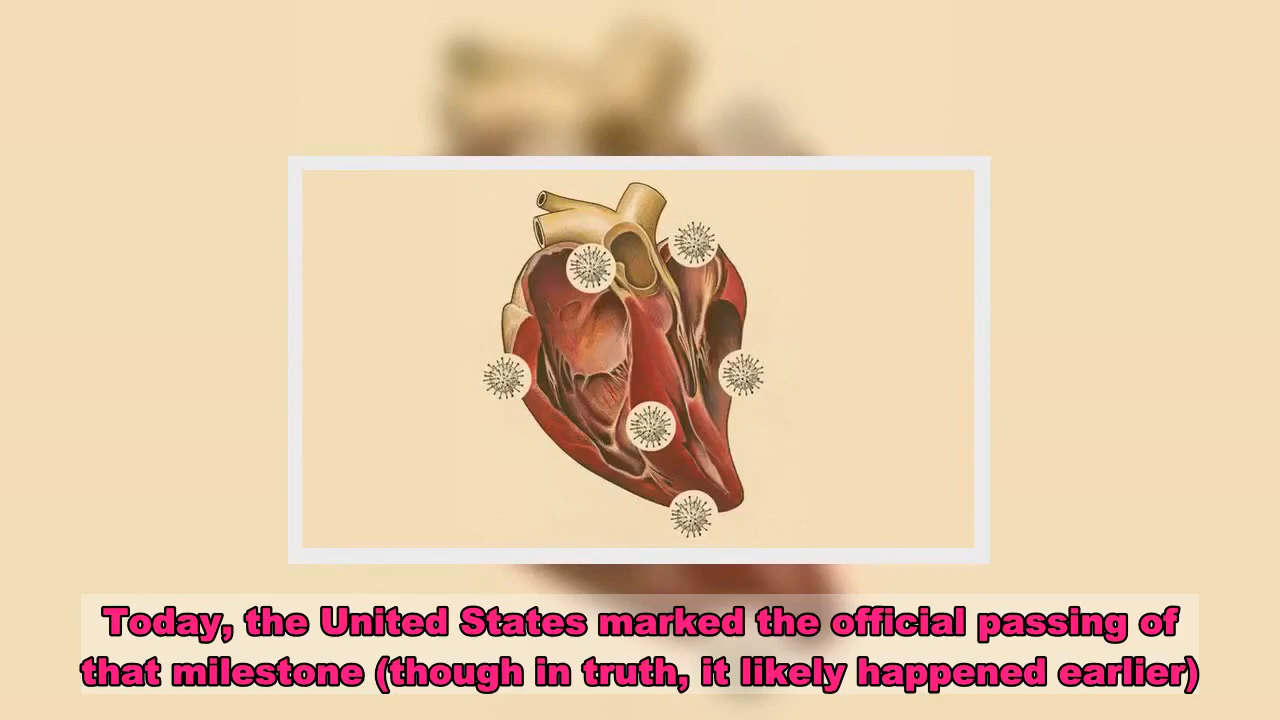 Today, the United States marked the official passing of
that milestone (though in truth, it likely happened earlier)